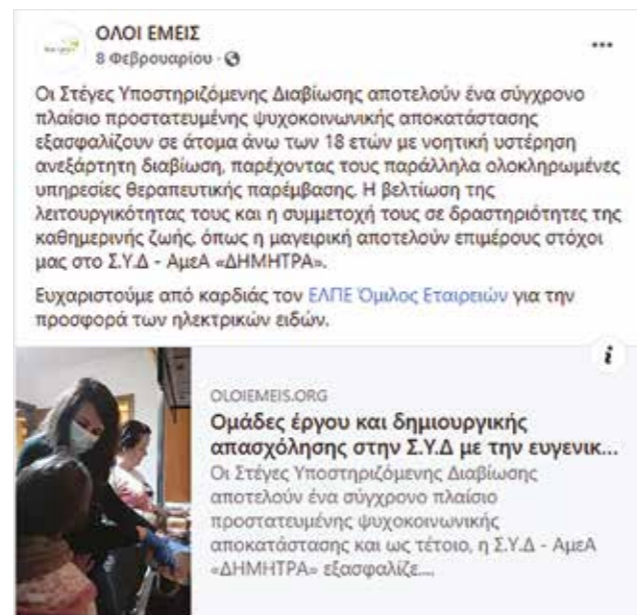 ΟΛΟΙ ΕΜΕΙΣ
8 Φεβρουαρίου ·
Οι Στέγες Υποστηριζόμενης Διαβίωσης αποτελούν ένα σύγχρονο
πλαίσιο προστατευμένης ψυχοκοινωνικής αποκατάστασης
εξασφαλίζουν σε άτομα άνω των 18 ετών με νοητική υστέρηση
ανεξάρτητη διαβίωση, παρέχοντας τους παράλληλα ολοκληρωμένες
υπηρεσίες θεραπευτικής παρέμβασης. Η βελτίωση της
λειτουργικότητας τους και η συμμετοχή τους σε δραστηριότητες της
καθημερινής ζωής, όπως η μαγειρική αποτελούν επιμέρους στόχοι
μας στο Σ.Υ.Δ - ΑμεΑ «ΔΗΜΗΤΡΑ».
Ευχαριστούμε από καρδιάς τον ΕΛΠΕ Όμιλος Εταιρειών για την
προσφορά των ηλεκτρικών ειδών.
OLOIEMEIS.ORG
Ομάδες έργου και δημιουργικής
απασχόλησης στην Σ.Υ.Δ με την ευγενικ...
Οι Στέγες Υποστηριζόμενης Διαβίωσης
αποτελούν ένα σύγχρονο πλαίσιο
προστατευμένης ψυχοκοινωνικής
αποκατάστασης και ως τέτοιο, η Σ.Υ.Δ - ΑμεΑ
«ΔΗΜΗΤΡΑ» εξασφαλίζε....